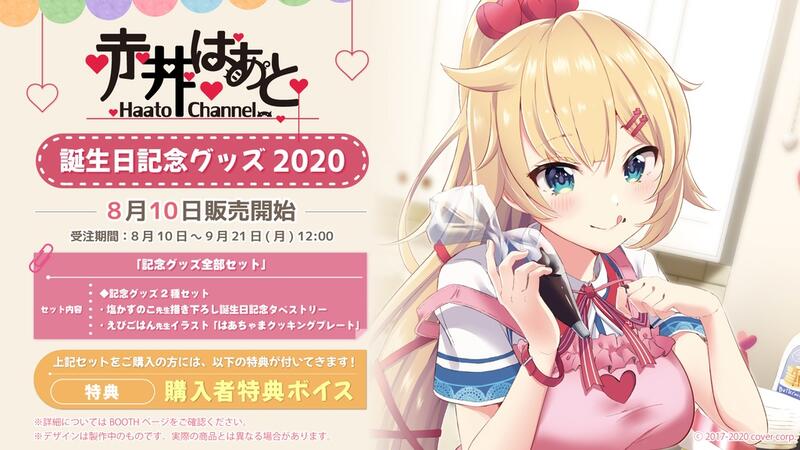 赤井はあと
Haato Channel
誕生日記念グッズ 2020
8月10日販売開始
受注期間：8月10日～9月21日(月)12:00
「記念グッズ全部セット」
セット内容
◆記念グッズ2種セット
・塩かずのこ先生描き下ろし誕生日記念タペストリー
・えびごはん先生イラスト「はあちゃまクッキングプレート」
上記セットをご購入の方には、以下の特典が付いてきます！
特典 購入者特典ボイス
※詳細については BOOTH ページをご確認ください。
※デザインは製作中のものです。実際の商品とは異なる場合があります。
© 2017-2020 cover corp.